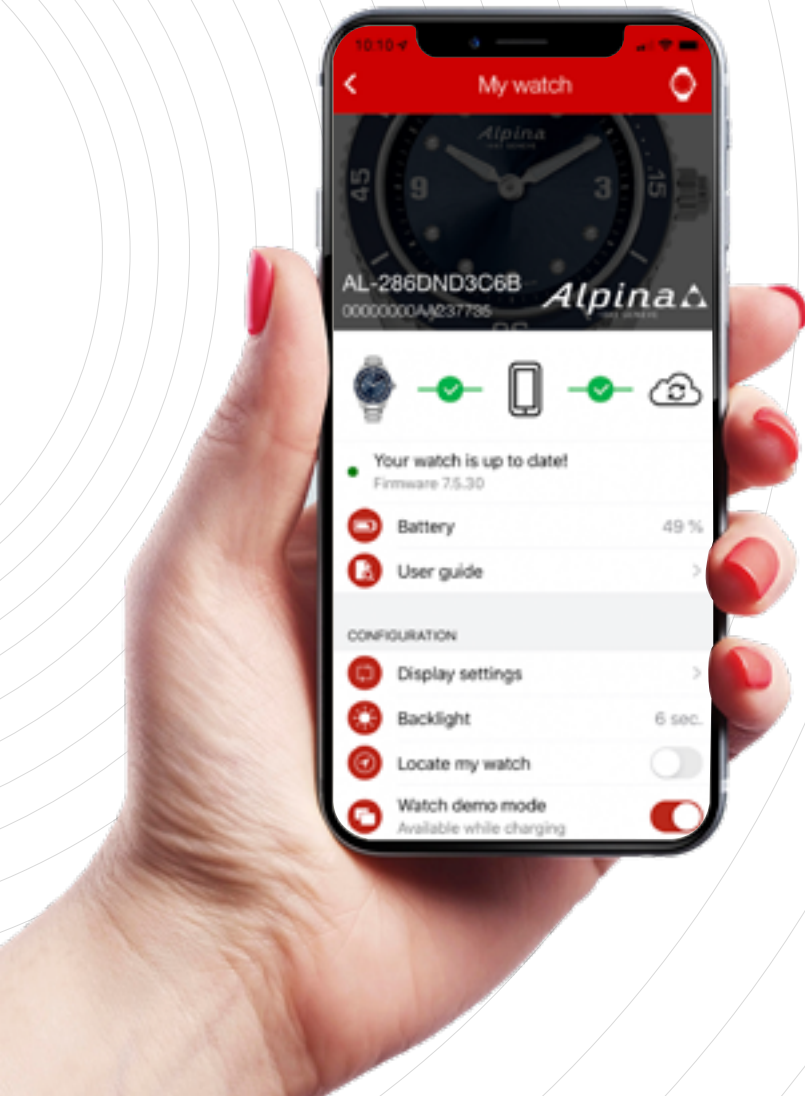 10:10
My watch
Alpina
45
15
9
3
AL-286DND3C6B
Alpina
Your watch is up to date!
Firmware 7.5.30
Battery
49 %
User guide
CONFIGURATION
Display settings
Backlight
6 sec.
Locate my watch
Watch demo mode
Available while charging